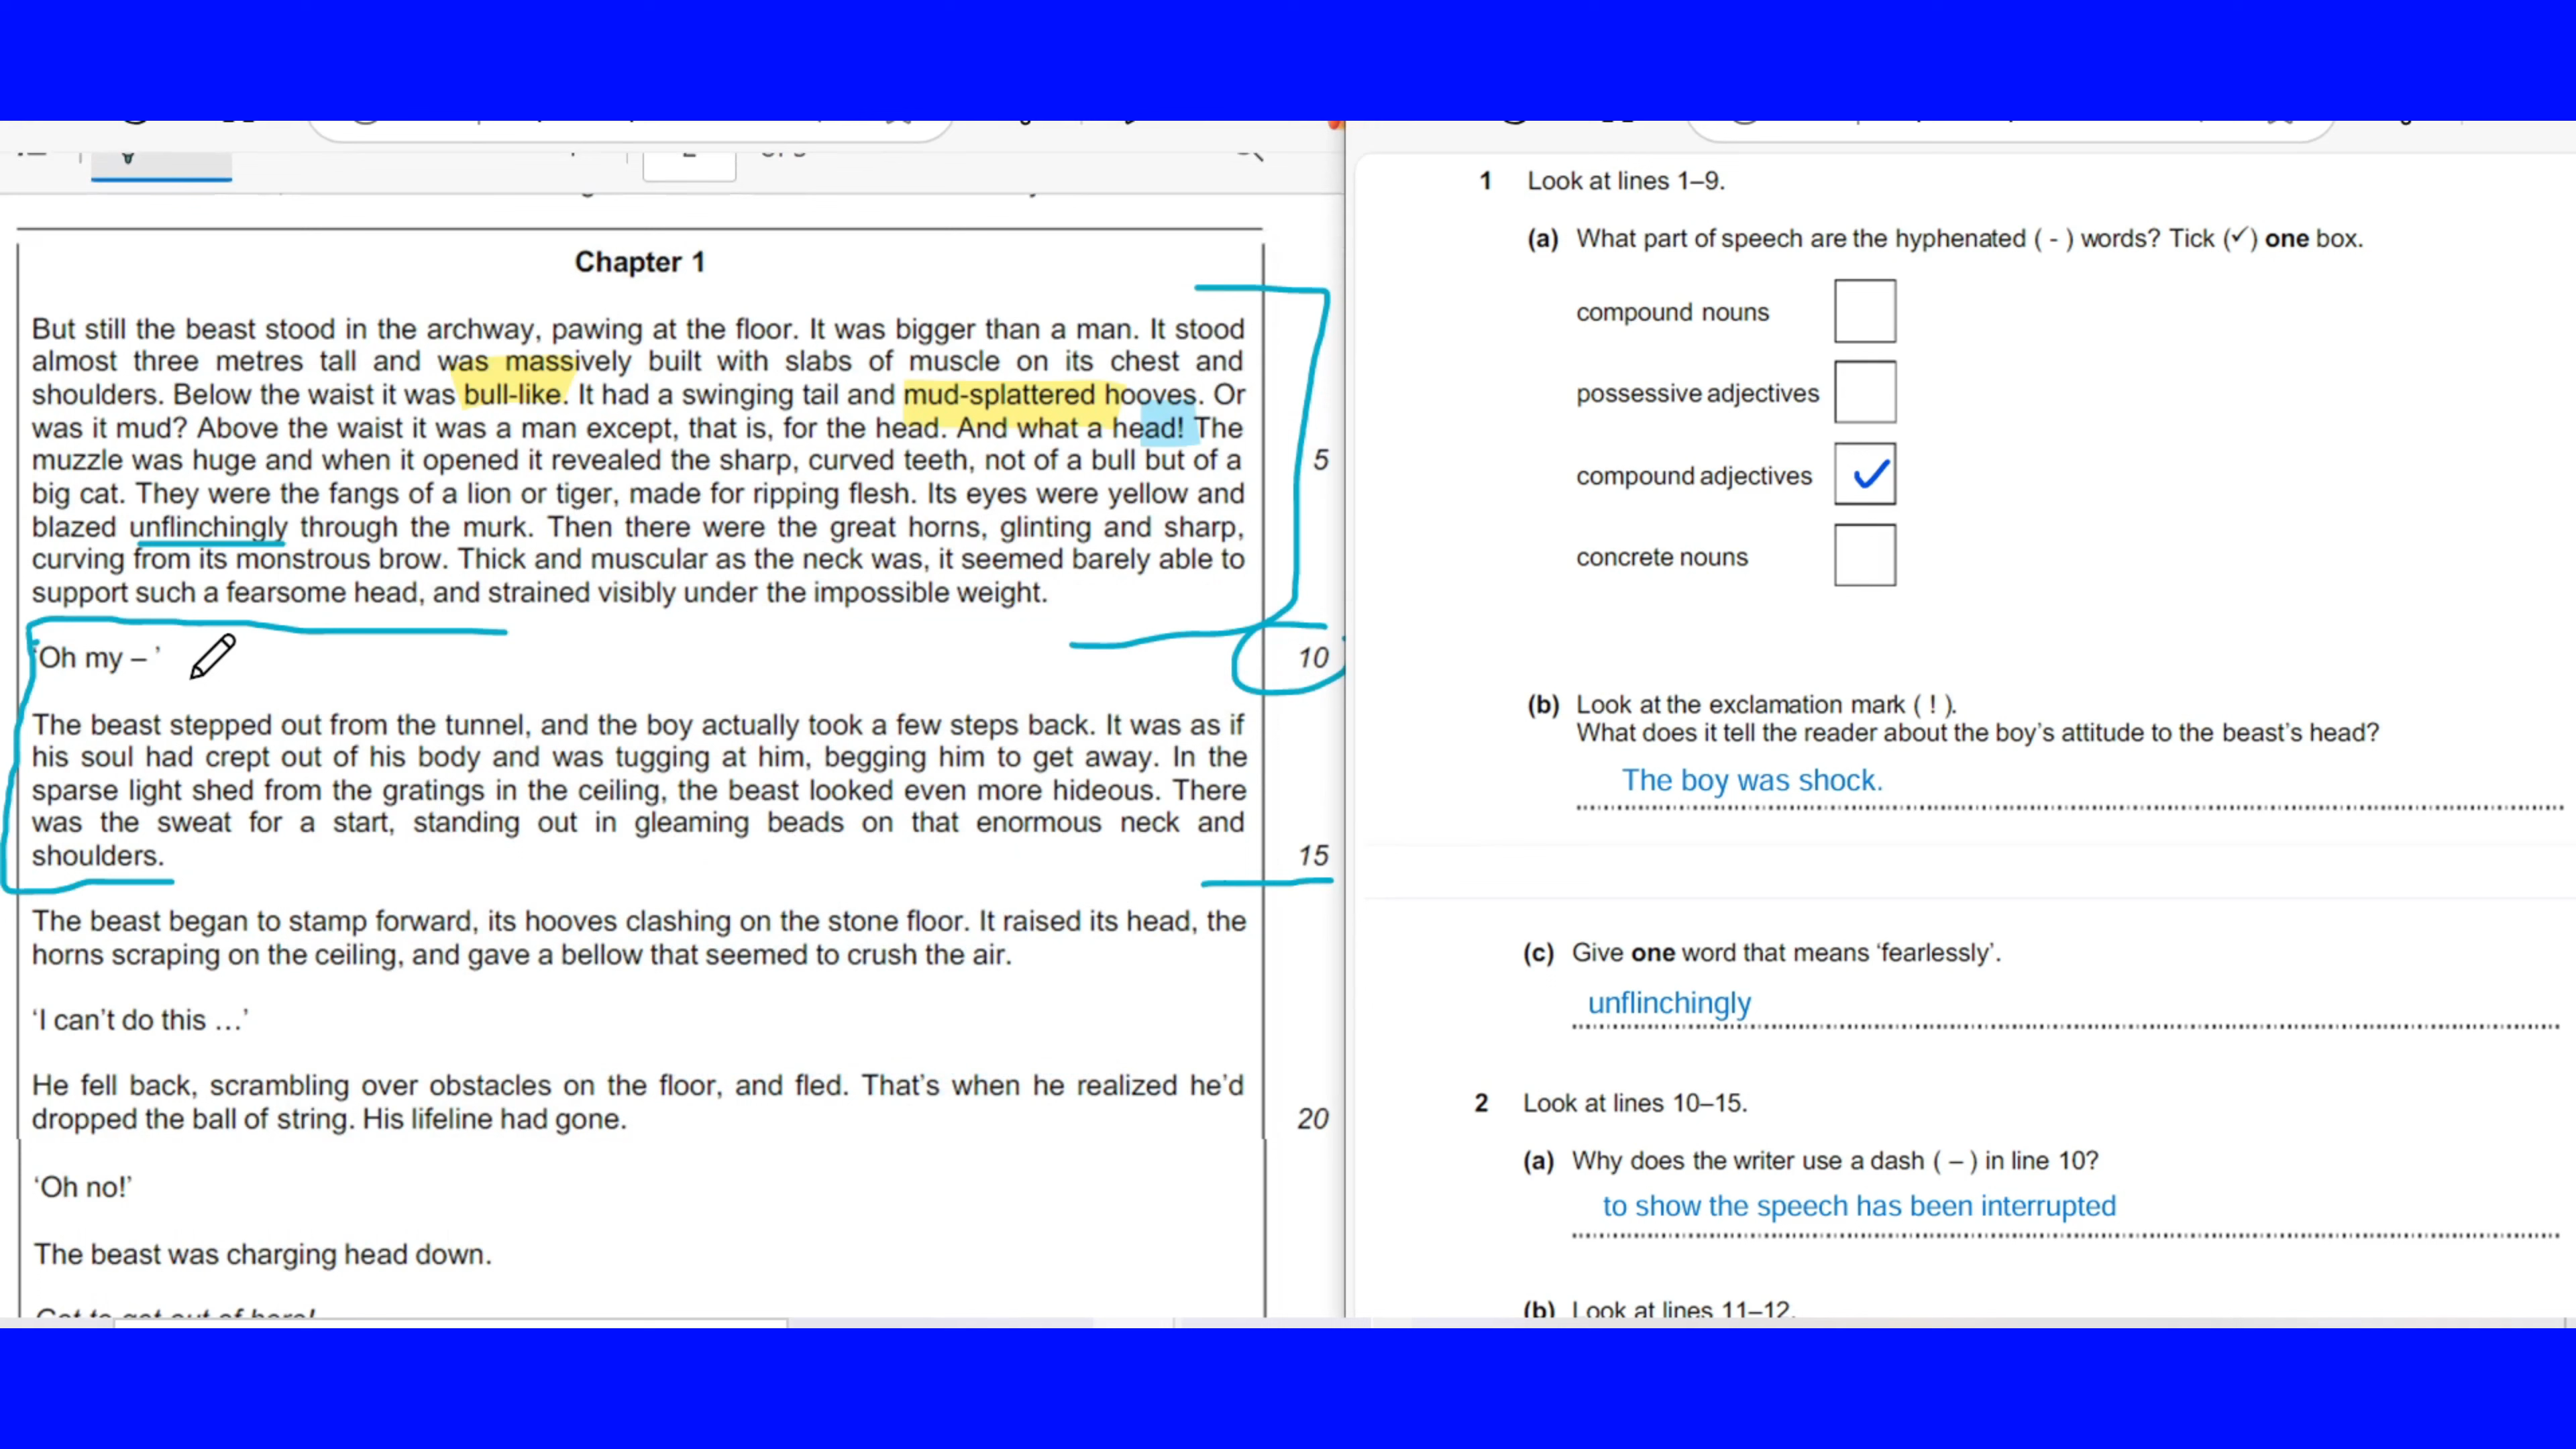 Chapter 1
But still the beast stood in the archway, pawing at the floor. It was bigger than a man. It stood
almost three metres tall and was massively built with slabs of muscle on its chest and
shoulders. Below the waist it was bull-like. It had a swinging tail and mud-splattered hooves. Or
was it mud? Above the waist it was a man except, that is, for the head. And what a head! The
muzzle was huge and when it opened it revealed the sharp, curved teeth, not of a bull but of a
5
big cat. They were the fangs of a lion or tiger, made for ripping flesh. Its eyes were yellow and
blazed unflinchingly through the murk. Then there were the great horns, glinting and sharp,
curving from its monstrous brow. Thick and muscular as the neck was, it seemed barely able to
support such a fearsome head, and strained visibly under the impossible weight.
‘Oh my – ’
10
The beast stepped out from the tunnel, and the boy actually took a few steps back. It was as if
his soul had crept out of his body and was tugging at him, begging him to get away. In the
sparse light shed from the gratings in the ceiling, the beast looked even more hideous. There
was the sweat for a start, standing out in gleaming beads on that enormous neck and
shoulders.
15
The beast began to stamp forward, its hooves clashing on the stone floor. It raised its head, the
horns scraping on the ceiling, and gave a bellow that seemed to crush the air.
‘I can’t do this …’
He fell back, scrambling over obstacles on the floor, and fled. That’s when he realized he’d
dropped the ball of string. His lifeline had gone.
20
‘Oh no!’
The beast was charging head down.
Got to get out of here!
1 Look at lines 1–9.
(a) What part of speech are the hyphenated ( - ) words? Tick (✓) one box.
compound nouns
possessive adjectives
compound adjectives ✓
concrete nouns
(b) Look at the exclamation mark ( ! ).
What does it tell the reader about the boy’s attitude to the beast’s head?
The boy was shock.
(c) Give one word that means ‘fearlessly’.
unflinchingly
2 Look at lines 10–15.
(a) Why does the writer use a dash ( – ) in line 10?
to show the speech has been interrupted
(b) Look at lines 11–12.